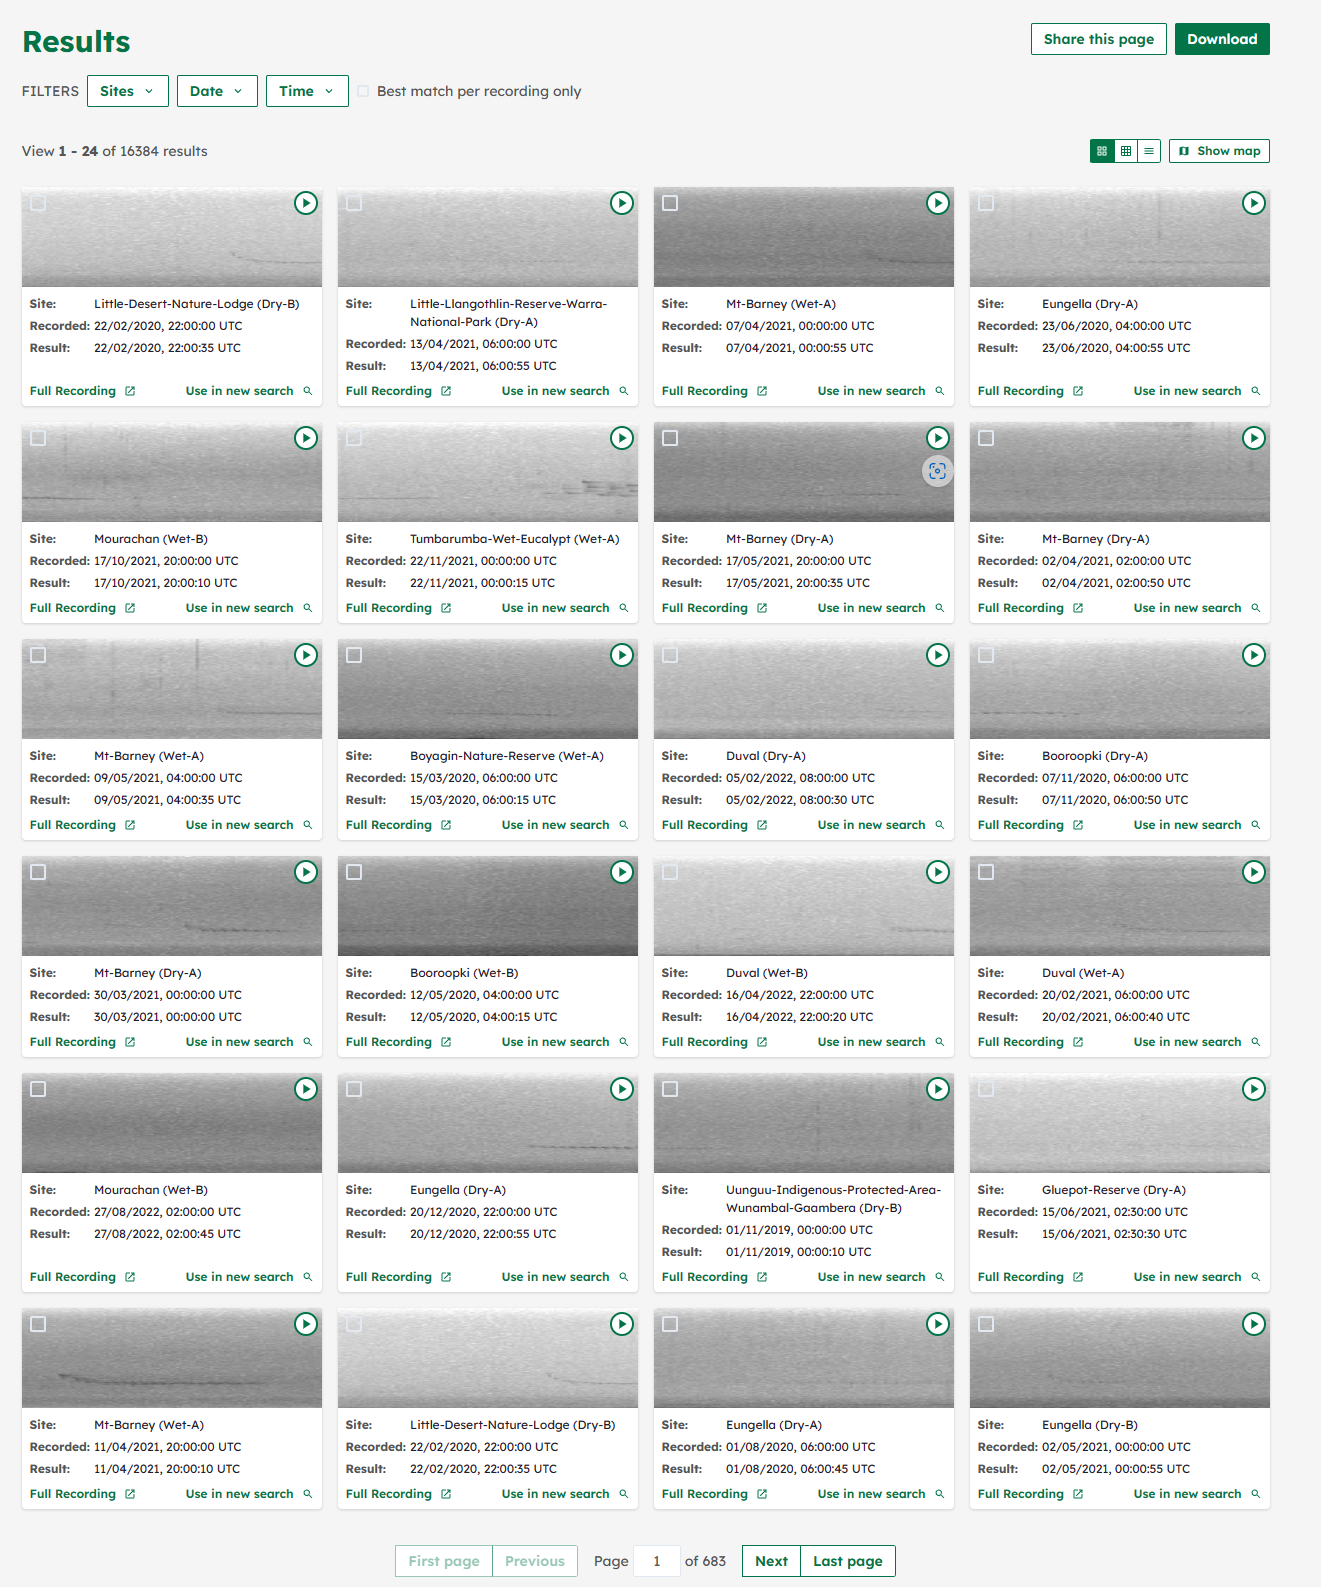 Results
Share this page
Download
FILTERS
Sites
Date
Time
Best match per recording only
View 1 - 24 of 16384 results
Show map
Site: Little-Desert-Nature-Lodge (Dry-B)
Recorded: 22/02/2020, 22:00:00 UTC
Result: 22/02/2020, 22:00:35 UTC
Full Recording
Use in new search
Site: Little-Llangothlin-Reserve-Warra-
National-Park (Dry-A)
Recorded: 13/04/2021, 06:00:00 UTC
Result: 13/04/2021, 06:00:55 UTC
Full Recording
Use in new search
Site: Mt-Barney (Wet-A)
Recorded: 07/04/2021, 00:00:00 UTC
Result: 07/04/2021, 00:00:55 UTC
Full Recording
Use in new search
Site: Eungella (Dry-A)
Recorded: 23/06/2020, 04:00:00 UTC
Result: 23/06/2020, 04:00:55 UTC
Full Recording
Use in new search
Site: Mourachan (Wet-B)
Recorded: 17/10/2021, 20:00:00 UTC
Result: 17/10/2021, 20:00:10 UTC
Full Recording
Use in new search
Site: Tumbarumba-Wet-Eucalypt (Wet-A)
Recorded: 22/11/2021, 00:00:00 UTC
Result: 22/11/2021, 00:00:15 UTC
Full Recording
Use in new search
Site: Mt-Barney (Dry-A)
Recorded: 17/05/2021, 20:00:00 UTC
Result: 17/05/2021, 20:00:35 UTC
Full Recording
Use in new search
Site: Mt-Barney (Dry-A)
Recorded: 02/04/2021, 02:00:00 UTC
Result: 02/04/2021, 02:00:50 UTC
Full Recording
Use in new search
Site: Mt-Barney (Wet-A)
Recorded: 09/05/2021, 04:00:00 UTC
Result: 09/05/2021, 04:00:35 UTC
Full Recording
Use in new search
Site: Boyagin-Nature-Reserve (Wet-A)
Recorded: 15/03/2020, 06:00:00 UTC
Result: 15/03/2020, 06:00:15 UTC
Full Recording
Use in new search
Site: Duval (Dry-A)
Recorded: 05/02/2022, 08:00:00 UTC
Result: 05/02/2022, 08:00:30 UTC
Full Recording
Use in new search
Site: Booroopki (Dry-A)
Recorded: 07/11/2020, 06:00:00 UTC
Result: 07/11/2020, 06:00:50 UTC
Full Recording
Use in new search
Site: Mt-Barney (Dry-A)
Recorded: 30/03/2021, 00:00:00 UTC
Result: 30/03/2021, 00:00:00 UTC
Full Recording
Use in new search
Site: Booroopki (Wet-B)
Recorded: 12/05/2020, 04:00:00 UTC
Result: 12/05/2020, 04:00:15 UTC
Full Recording
Use in new search
Site: Duval (Wet-B)
Recorded: 16/04/2022, 22:00:00 UTC
Result: 16/04/2022, 22:00:20 UTC
Full Recording
Use in new search
Site: Duval (Wet-A)
Recorded: 20/02/2021, 06:00:00 UTC
Result: 20/02/2021, 06:00:40 UTC
Full Recording
Use in new search
Site: Mourachan (Wet-B)
Recorded: 27/08/2022, 02:00:00 UTC
Result: 27/08/2022, 02:00:45 UTC
Full Recording
Use in new search
Site: Eungella (Dry-A)
Recorded: 20/12/2020, 22:00:00 UTC
Result: 20/12/2020, 22:00:55 UTC
Full Recording
Use in new search
Site: Uunguu-Indigenous-Protected-Area-
Wunambal-Gaambera (Dry-B)
Recorded: 01/11/2019, 00:00:00 UTC
Result: 01/11/2019, 00:00:10 UTC
Full Recording
Use in new search
Site: Gluepot-Reserve (Dry-A)
Recorded: 15/06/2021, 02:30:00 UTC
Result: 15/06/2021, 02:30:30 UTC
Full Recording
Use in new search
Site: Mt-Barney (Wet-A)
Recorded: 11/04/2021, 20:00:00 UTC
Result: 11/04/2021, 20:00:10 UTC
Full Recording
Use in new search
Site: Little-Desert-Nature-Lodge (Dry-B)
Recorded: 22/02/2020, 22:00:00 UTC
Result: 22/02/2020, 22:00:35 UTC
Full Recording
Use in new search
Site: Eungella (Dry-A)
Recorded: 01/08/2020, 06:00:00 UTC
Result: 01/08/2020, 06:00:45 UTC
Full Recording
Use in new search
Site: Eungella (Dry-B)
Recorded: 02/05/2021, 00:00:00 UTC
Result: 02/05/2021, 00:00:55 UTC
Full Recording
Use in new search
First page
Previous
Page 1 of 683
Next
Last page